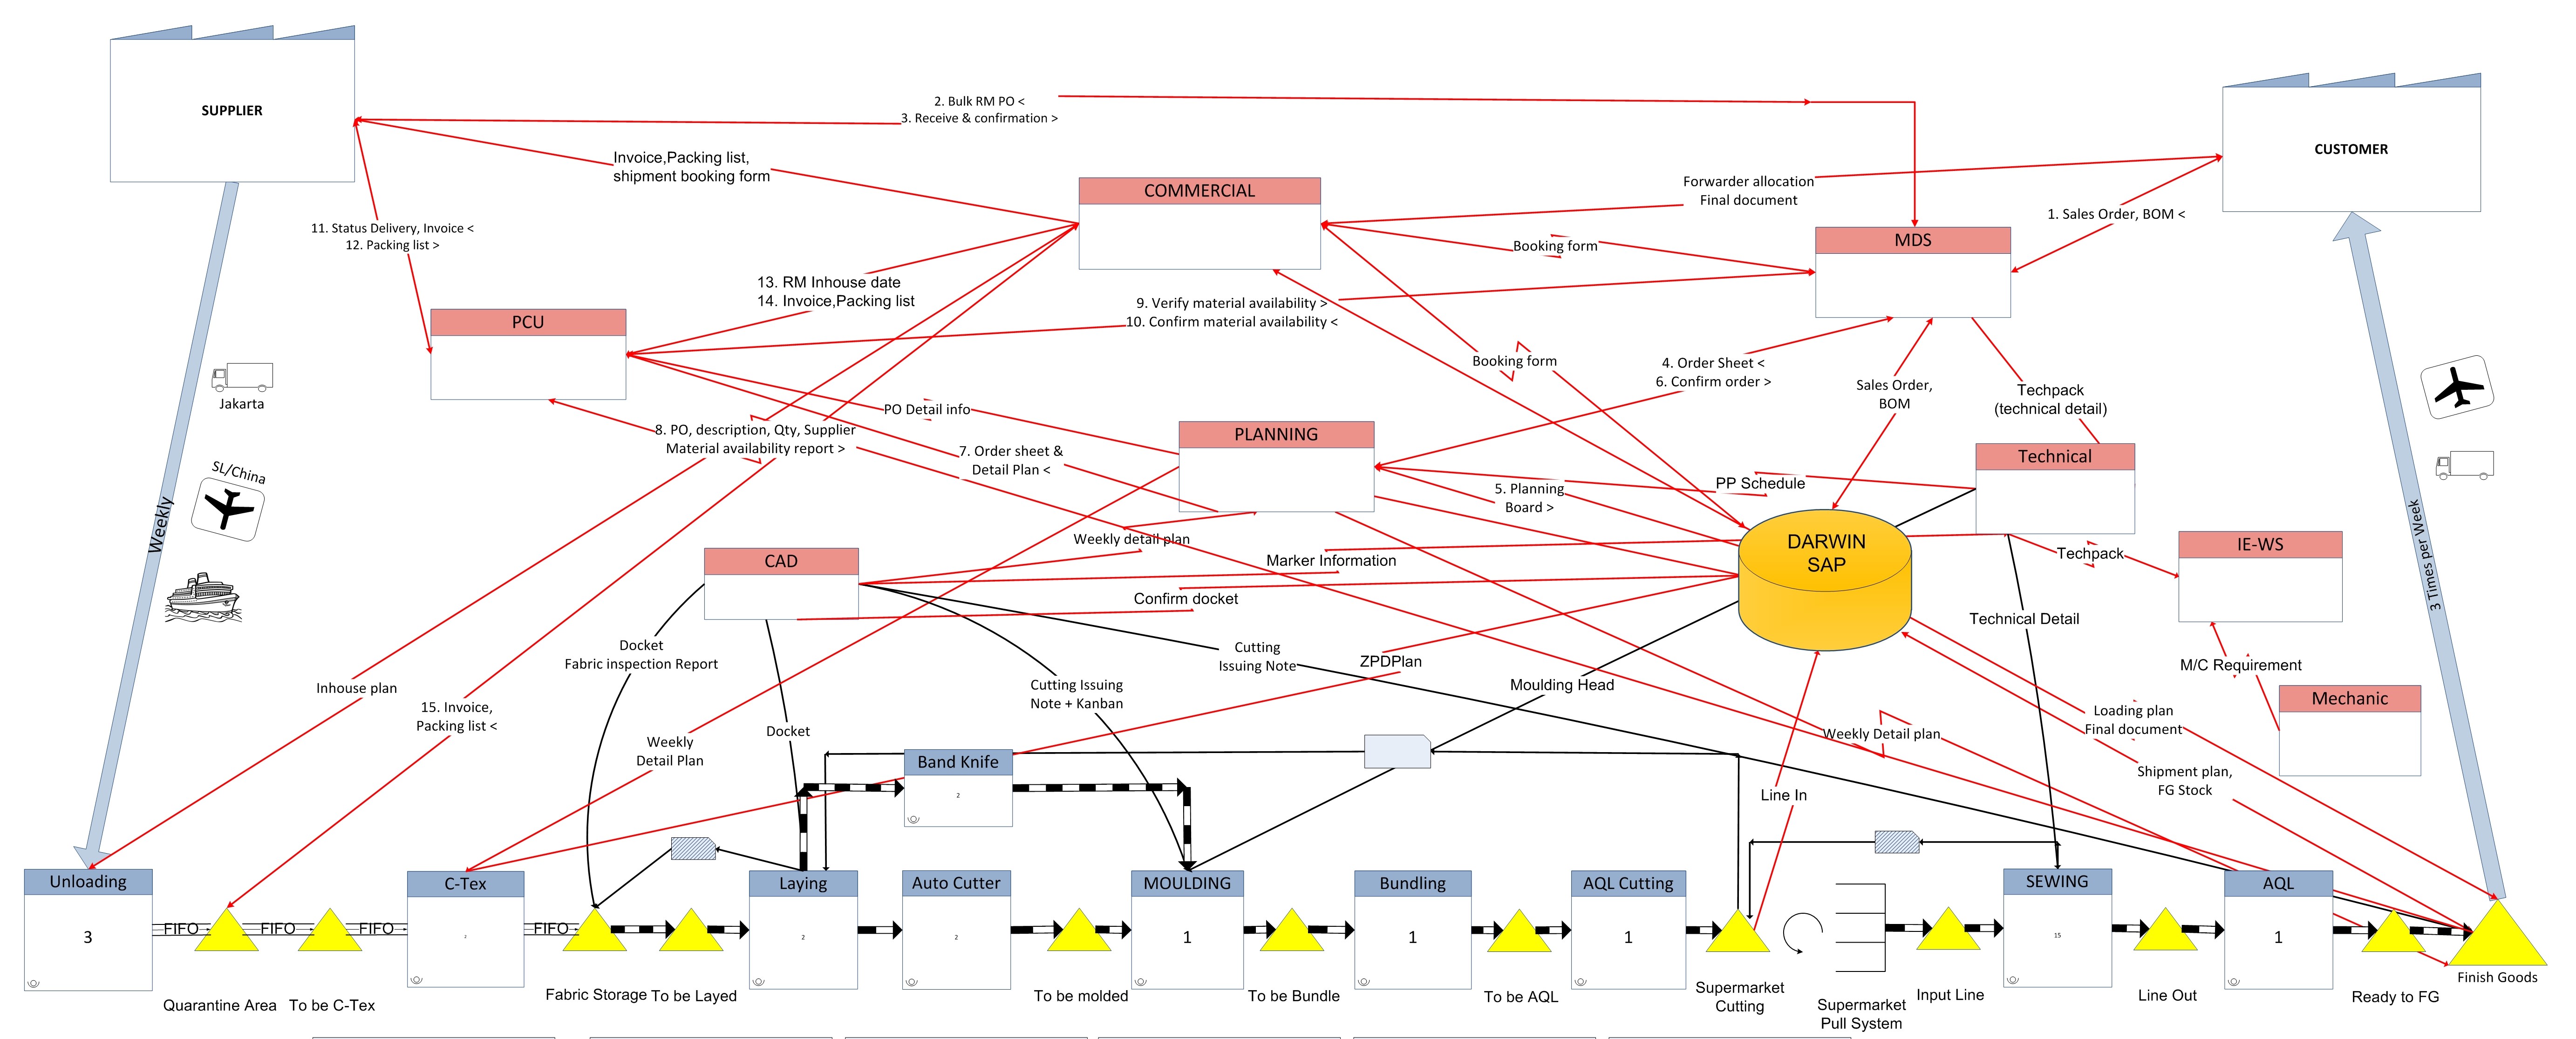 SUPPLIER
2. Bulk RM PO <
3. Receive & confirmation >
CUSTOMER
Invoice,Packing list,
shipment booking form
COMMERCIAL
Forwarder allocation
Final document
1. Sales Order, BOM <
11. Status Delivery, Invoice <
12. Packing list >
Booking form
MDS
13. RM Inhouse date
14. Invoice,Packing list
9. Verify material availability >
10. Confirm material availability <
PCU
Booking form
4. Order Sheet <
6. Confirm order >
Sales Order,
BOM
Techpack
(technical detail)
Jakarta
PO Detail info
8. PO, description, Qty, Supplier
Material availability report >
7. Order sheet &
Detail Plan <
PLANNING
Technical
SL/China
Weekly
5. Planning
Board >
PP Schedule
3 Times per Week
Weekly detail plan
DARWIN
SAP
IE-WS
Techpack
CAD
Marker Information
Confirm docket
Technical Detail
Docket
Fabric inspection Report
Cutting
Issuing Note
ZPDPlan
M/C Requirement
Inhouse plan
Cutting Issuing
Note + Kanban
Moulding Head
Mechanic
15. Invoice,
Packing list <
Docket
Loading plan
Final document
Weekly
Detail Plan
Weekly Detail plan
Band Knife
2
Shipment plan,
FG Stock
Line In
Unloading
3
FIFO
FIFO
FIFO
C-Tex
2
FIFO
Laying
2
Auto Cutter
2
MOULDING
1
Bundling
1
AQL Cutting
1
SEWING
15
AQL
1
Quarantine Area
To be C-Tex
Fabric Storage
To be Layed
To be molded
To be Bundle
To be AQL
Supermarket
Cutting
Supermarket
Pull System
Input Line
Line Out
Ready to FG
Finish Goods